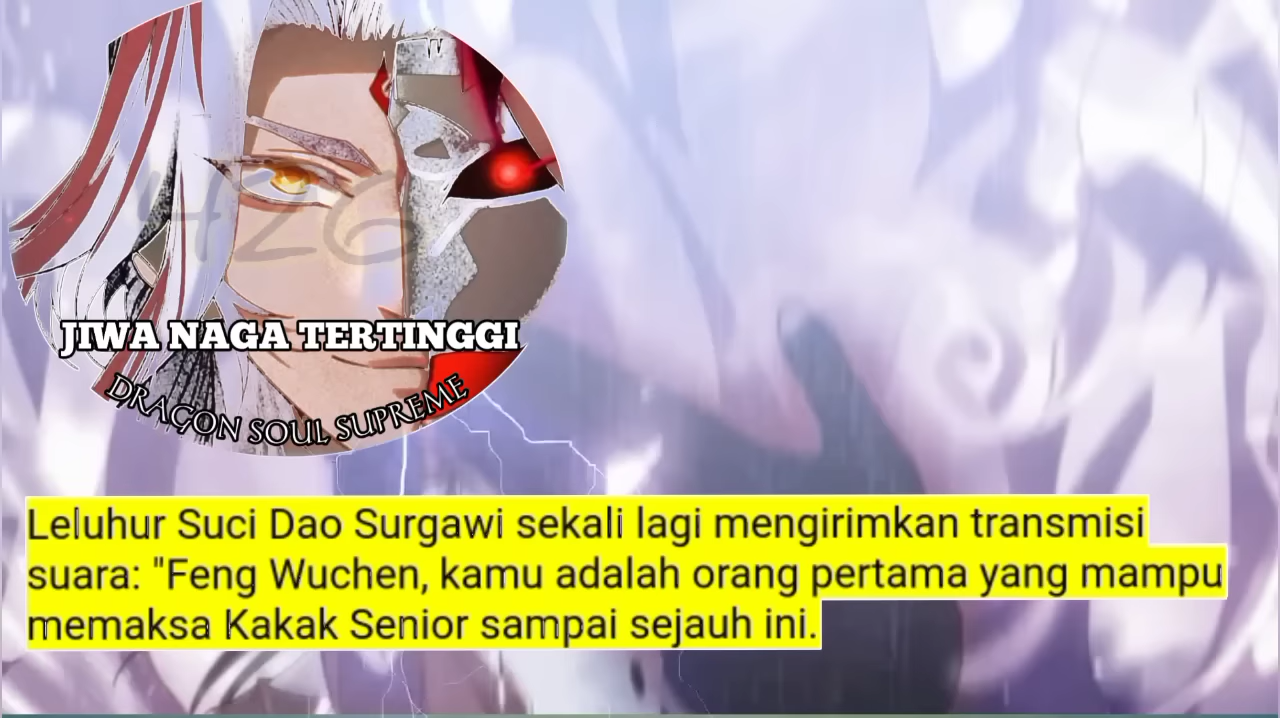 426
JIWA NAGA TERTINGGI
DRAGON SOUL SUPREME
Leluhur Suci Dao Surgawi sekali lagi mengirimkan transmisi
suara: "Feng Wuchen, kamu adalah orang pertama yang mampu
memaksa Kakak Senior sampai sejauh ini.